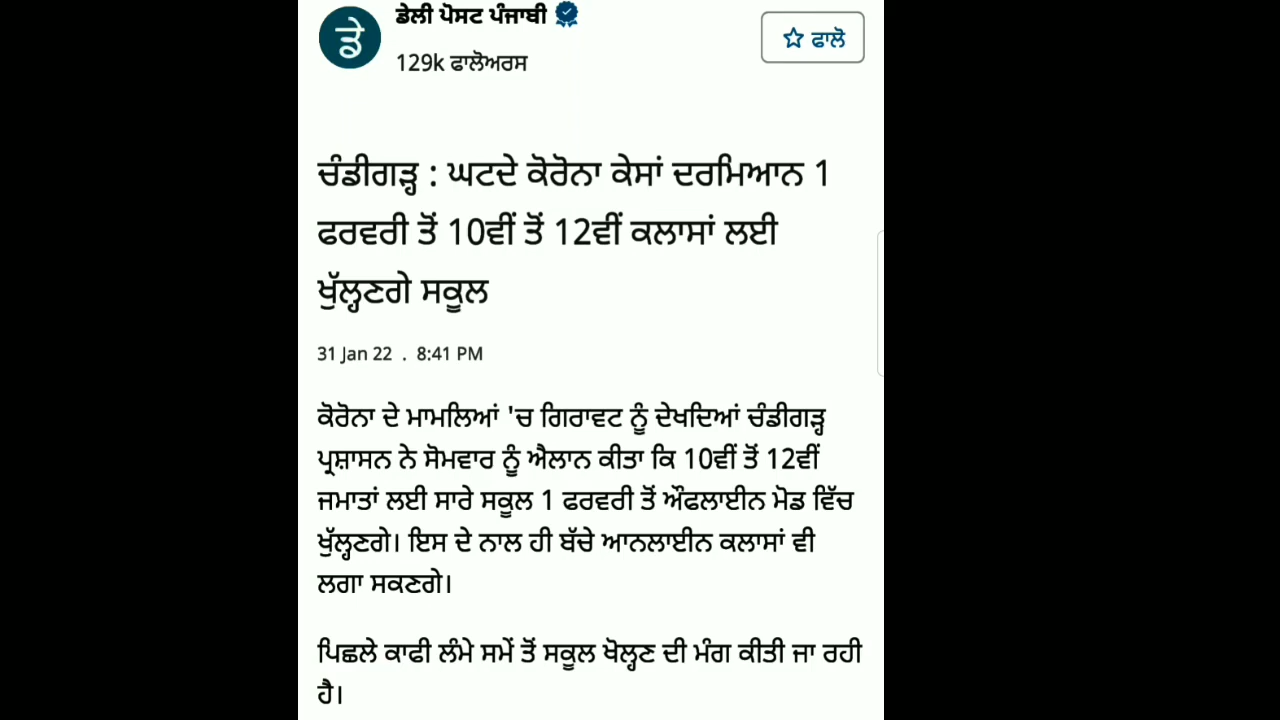 ਡੇ
ਡੇਲੀ ਪੋਸਟ ਪੰਜਾਬੀ
129k ਫਾਲੋਅਰਸ
ਫਾਲੋ
ਚੰਡੀਗੜ੍ਹ : ਘਟਦੇ ਕੋਰੋਨਾ ਕੇਸਾਂ ਦਰਮਿਆਨ 1
ਫਰਵਰੀ ਤੋਂ 10ਵੀਂ ਤੋਂ 12ਵੀਂ ਕਲਾਸਾਂ ਲਈ
ਖੁੱਲ੍ਹਣਗੇ ਸਕੂਲ
31 Jan 22 . 8:41 PM
ਕੋਰੋਨਾ ਦੇ ਮਾਮਲਿਆਂ 'ਚ ਗਿਰਾਵਟ ਨੂੰ ਦੇਖਦਿਆਂ ਚੰਡੀਗੜ੍ਹ
ਪ੍ਰਸ਼ਾਸਨ ਨੇ ਸੋਮਵਾਰ ਨੂੰ ਐਲਾਨ ਕੀਤਾ ਕਿ 10ਵੀਂ ਤੋਂ 12ਵੀਂ
ਜਮਾਤਾਂ ਲਈ ਸਾਰੇ ਸਕੂਲ 1 ਫਰਵਰੀ ਤੋਂ ਔਫਲਾਈਨ ਮੋਡ ਵਿੱਚ
ਖੁੱਲ੍ਹਣਗੇ। ਇਸ ਦੇ ਨਾਲ ਹੀ ਬੱਚੇ ਆਨਲਾਈਨ ਕਲਾਸਾਂ ਵੀ
ਲਗਾ ਸਕਣਗੇ।
ਪਿਛਲੇ ਕਾਫੀ ਲੰਮੇ ਸਮੇਂ ਤੋਂ ਸਕੂਲ ਖੋਲ੍ਹਣ ਦੀ ਮੰਗ ਕੀਤੀ ਜਾ ਰਹੀ
ਹੈ।